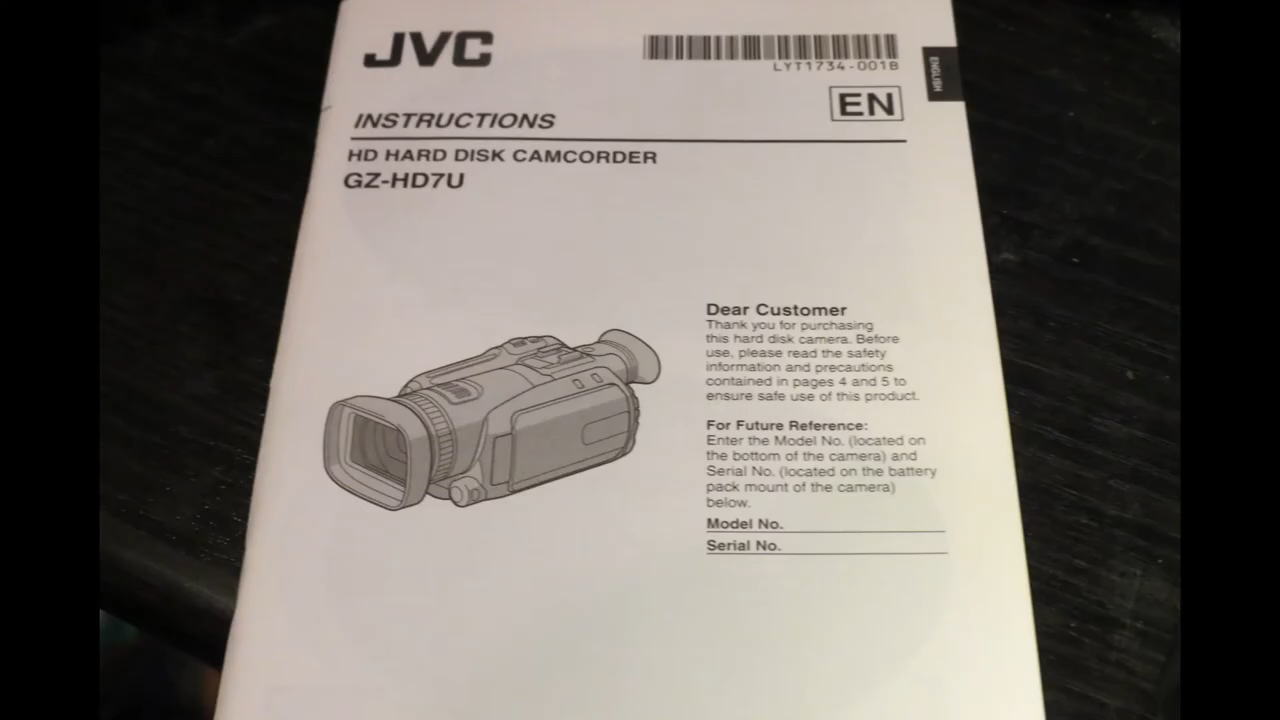 JVC
LYT1734-001B
ENGLISH
EN
INSTRUCTIONS
HD HARD DISK CAMCORDER
GZ-HD7U
Dear Customer
Thank you for purchasing
this hard disk camera. Before
use, please read the safety
information and precautions
contained in pages 4 and 5 to
ensure safe use of this product.
For Future Reference:
Enter the Model No. (located on
the bottom of the camera) and
Serial No. (located on the battery
pack mount of the camera)
below.
Model No.
Serial No.